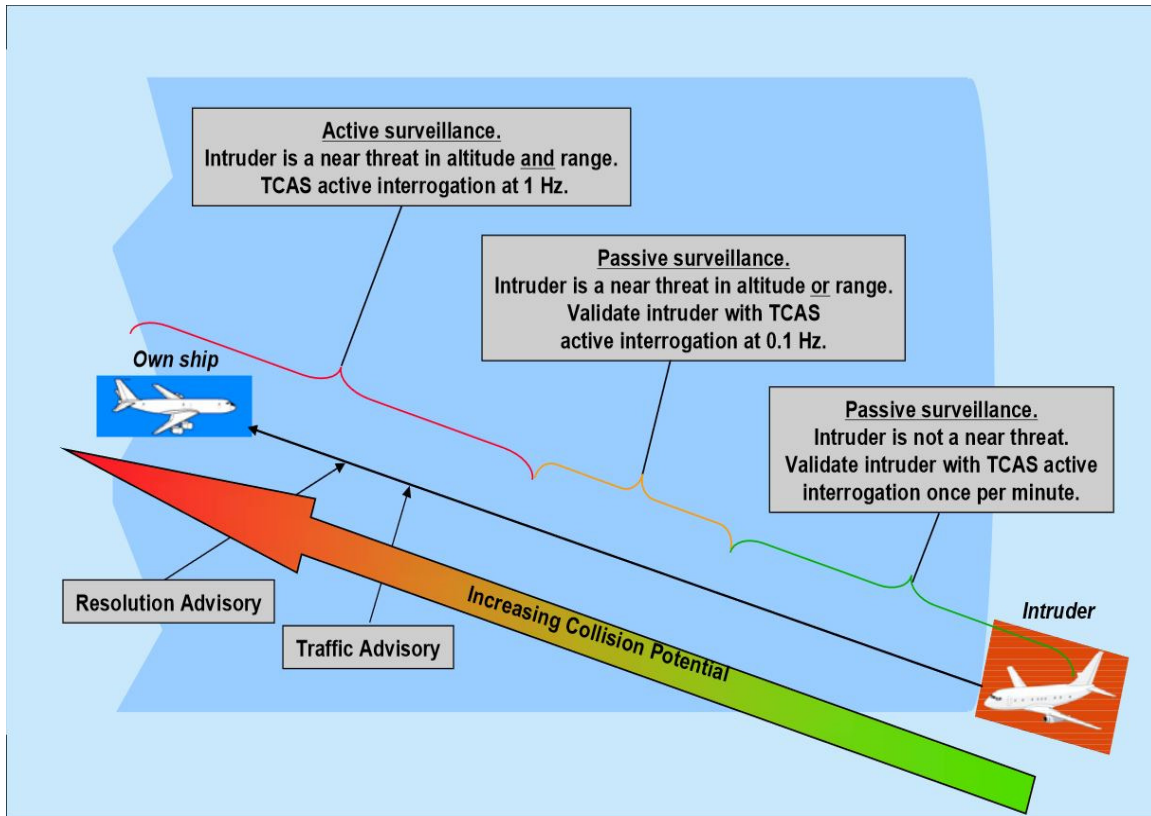 Active surveillance.
Intruder is a near threat in altitude and range.
TCAS active interrogation at 1 Hz.
Passive surveillance.
Intruder is a near threat in altitude or range.
Validate intruder with TCAS
active interrogation at 0.1 Hz.
Own ship
Passive surveillance.
Intruder is not a near threat.
Validate intruder with TCAS active
interrogation once per minute.
Resolution Advisory
Traffic Advisory
Increasing Collision Potential
Intruder